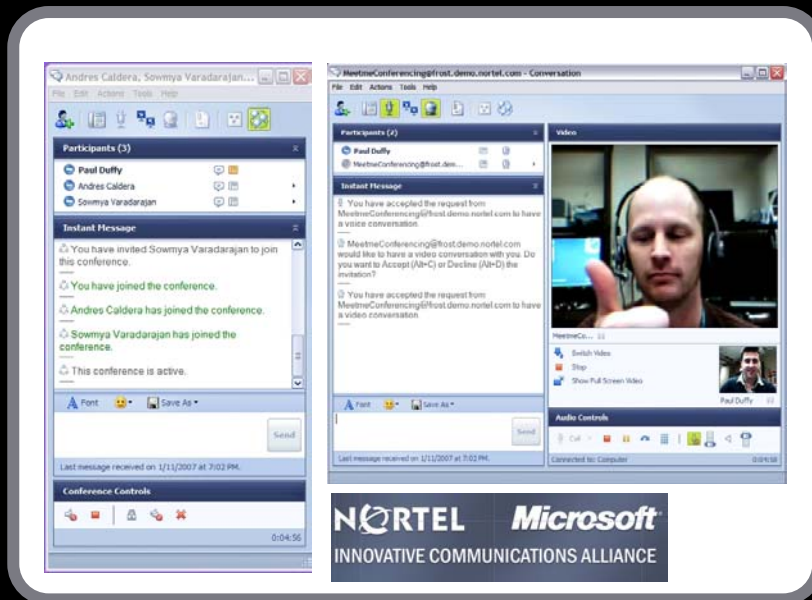 Andres Caldera, Sowmya Varadarajan...
File Edit Actions Tools Help
Participants (3)
Paul Duffy
Andres Caldera
Sowmya Varadarajan
Instant Message
You have invited Sowmya Varadarajan to join
this conference.
You have joined the conference.
Andres Caldera has joined the conference.
Sowmya Varadarajan has joined the
conference.
This conference is active.
Font Save As
Send
Last message received on 1/11/2007 at 7:02 PM.
Conference Controls
0:04:56
MeetmeConferencing@frost.demo.nortel.com - Conversation
File Edit Actions Tools Help
Participants (2)
Paul Duffy
MeetmeConferencing@frost.dem...
Instant Message
You have accepted the request from
MeetmeConferencing@frost.demo.nortel.com to have
a voice conversation.
MeetmeConferencing@frost.demo.nortel.com
would like to have a video conversation with you. Do
you want to Accept (Alt+C) or Decline (Alt+D) the
invitation?
You have accepted the request from
MeetmeConferencing@frost.demo.nortel.com to have
a video conversation.
Font Save As
Send
Last message received on 1/11/2007 at 7:02 PM.
Video
MeetmeCo...
Switch Video
Stop
Show Full Screen Video
Paul Duffy
Audio Controls
Call
Connected to: Computer 0:04:58
NORTEL Microsoft
INNOVATIVE COMMUNICATIONS ALLIANCE